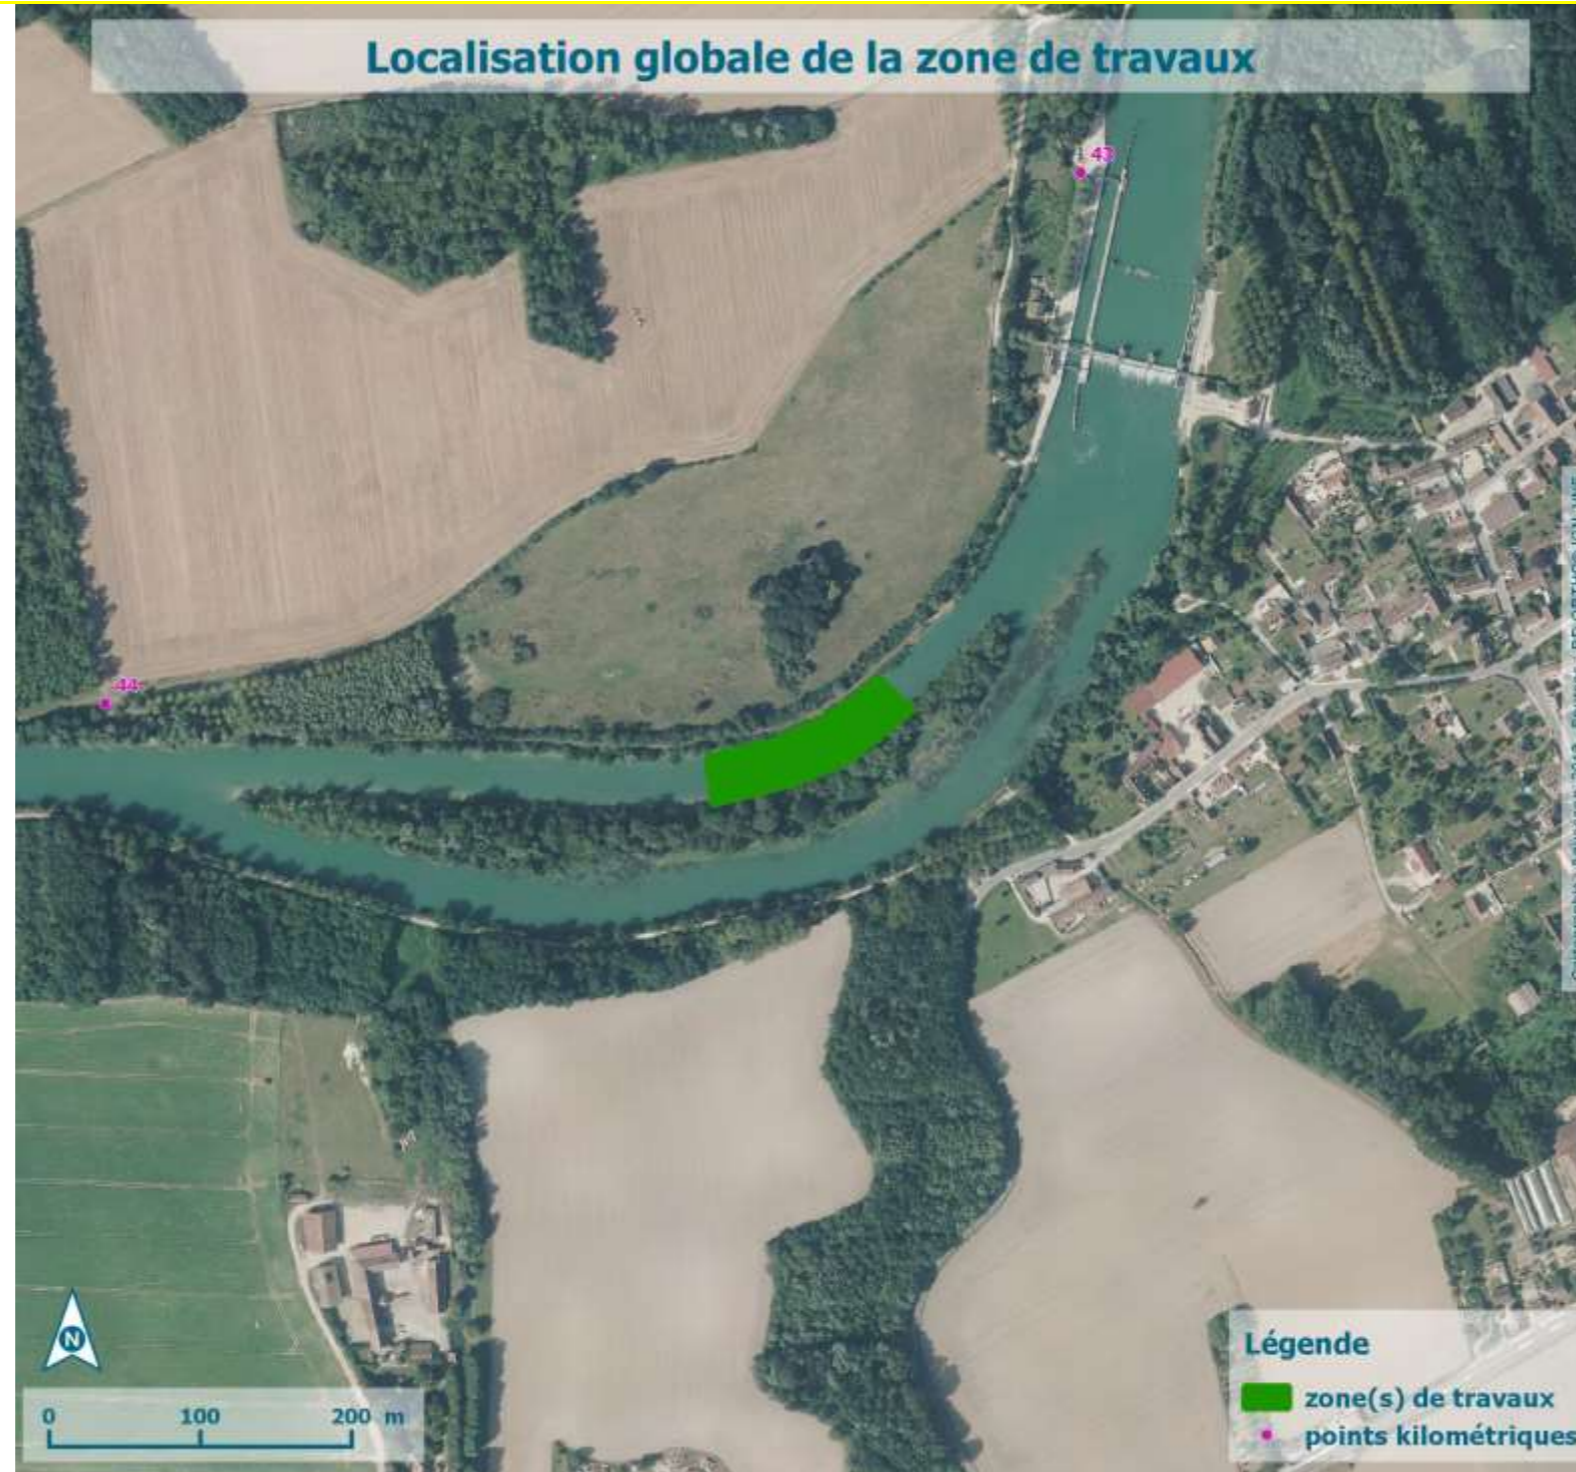 Localisation globale de la zone de travaux
43
44
N
0 100 200 m
Légende
zone(s) de travaux
points kilométriques